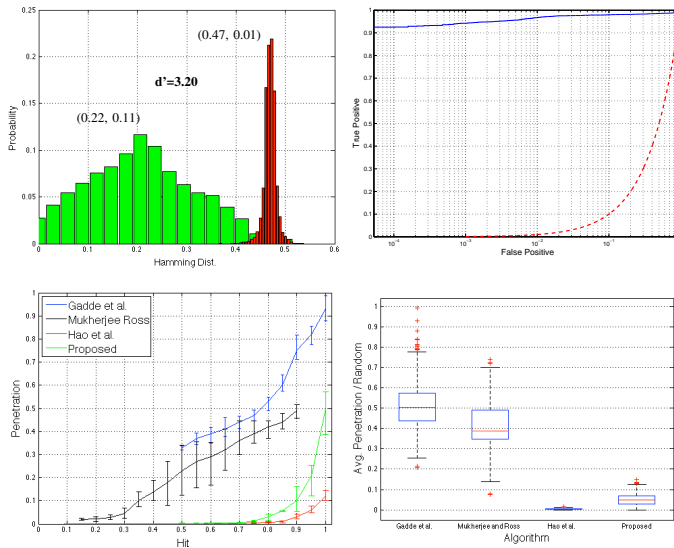 0.25
0.2
0.15
0.1
0.05
0
0 0.1 0.2 0.3 0.4 0.5 0.6
Probability
Hamming Dist.
(0.47, 0.01)
d'=3.20
(0.22, 0.11)
1
0.9
0.8
0.7
0.6
0.5
0.4
0.3
0.2
0.1
0
10⁻⁴ 10⁻³ 10⁻² 10⁻¹
True Positive
False Positive
Gadde et al.
Mukherjee Ross
Hao et al.
Proposed
1
0.9
0.8
0.7
0.6
0.5
0.4
0.3
0.2
0.1
0
0 0.1 0.2 0.3 0.4 0.5 0.6 0.7 0.8 0.9 1
Penetration
Hit
1
0.9
0.8
0.7
0.6
0.5
0.4
0.3
0.2
0.1
0
Avg. Penetration / Random
Gadde et al. Mukherjee and Ross Hao et al. Proposed
Algorithm